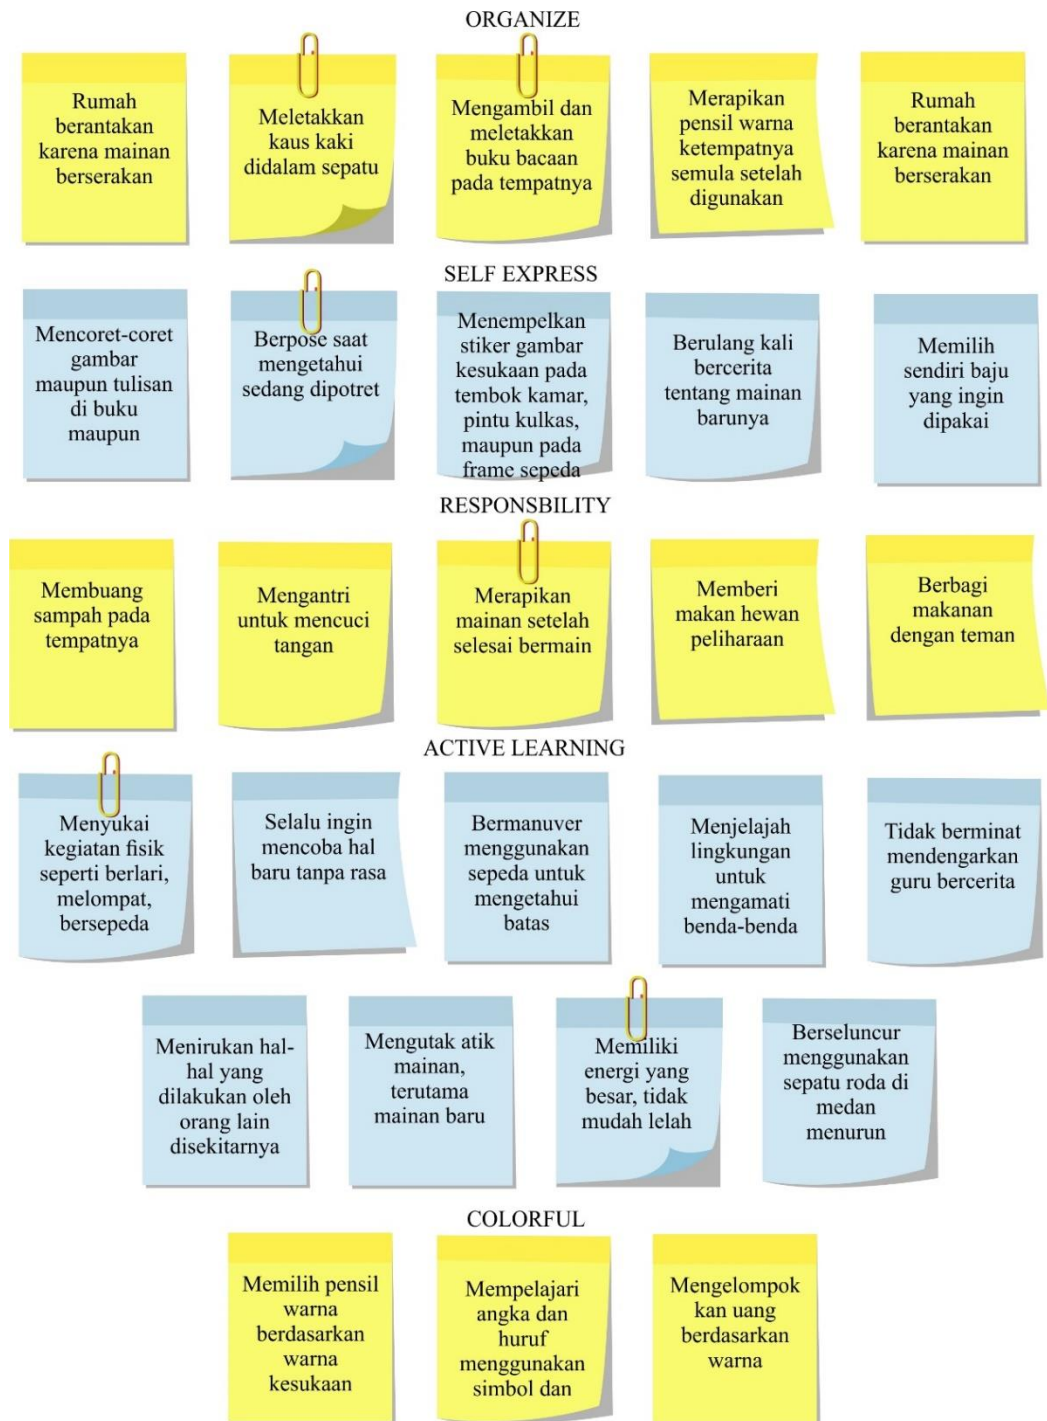 ORGANIZE
Rumah
berantakan
karena mainan
berserakan
Meletakkan
kaus kaki
didalam sepatu
Mengambil dan
meletakkan
buku bacaan
pada tempatnya
Merapikan
pensil warna
ketempatnya
semula setelah
digunakan
Rumah
berantakan
karena mainan
berserakan
SELF EXPRESS
Mencoret-coret
gambar
maupun tulisan
di buku
maupun
Berpose saat
mengetahui
sedang dipotret
Menempelkan
stiker gambar
kesukaan pada
tembok kamar,
pintu kulkas,
maupun pada
frame sepeda
Berulang kali
bercerita
tentang mainan
barunya
Memilih
sendiri baju
yang ingin
dipakai
RESPONSBILITY
Membuang
sampah pada
tempatnya
Mengantri
untuk mencuci
tangan
Merapikan
mainan setelah
selesai bermain
Memberi
makan hewan
peliharaan
Berbagi
makanan
dengan teman
ACTIVE LEARNING
Menyukai
kegiatan fisik
seperti berlari,
melompat,
bersepeda
Selalu ingin
mencoba hal
baru tanpa rasa
Bermanuver
menggunakan
sepeda untuk
mengetahui
batas
Menjelajah
lingkungan
untuk
mengamati
benda-benda
Tidak berminat
mendengarkan
guru bercerita
Menirukan hal-
hal yang
dilakukan oleh
orang lain
disekitarnya
Mengutak atik
mainan,
terutama
mainan baru
Memiliki
energi yang
besar, tidak
mudah lelah
Berseluncur
menggunakan
sepatu roda di
medan
menurun
COLORFUL
Memilih pensil
warna
berdasarkan
warna
kesukaan
Mempelajari
angka dan
huruf
menggunakan
simbol dan
Mengelompok
kan uang
berdasarkan
warna